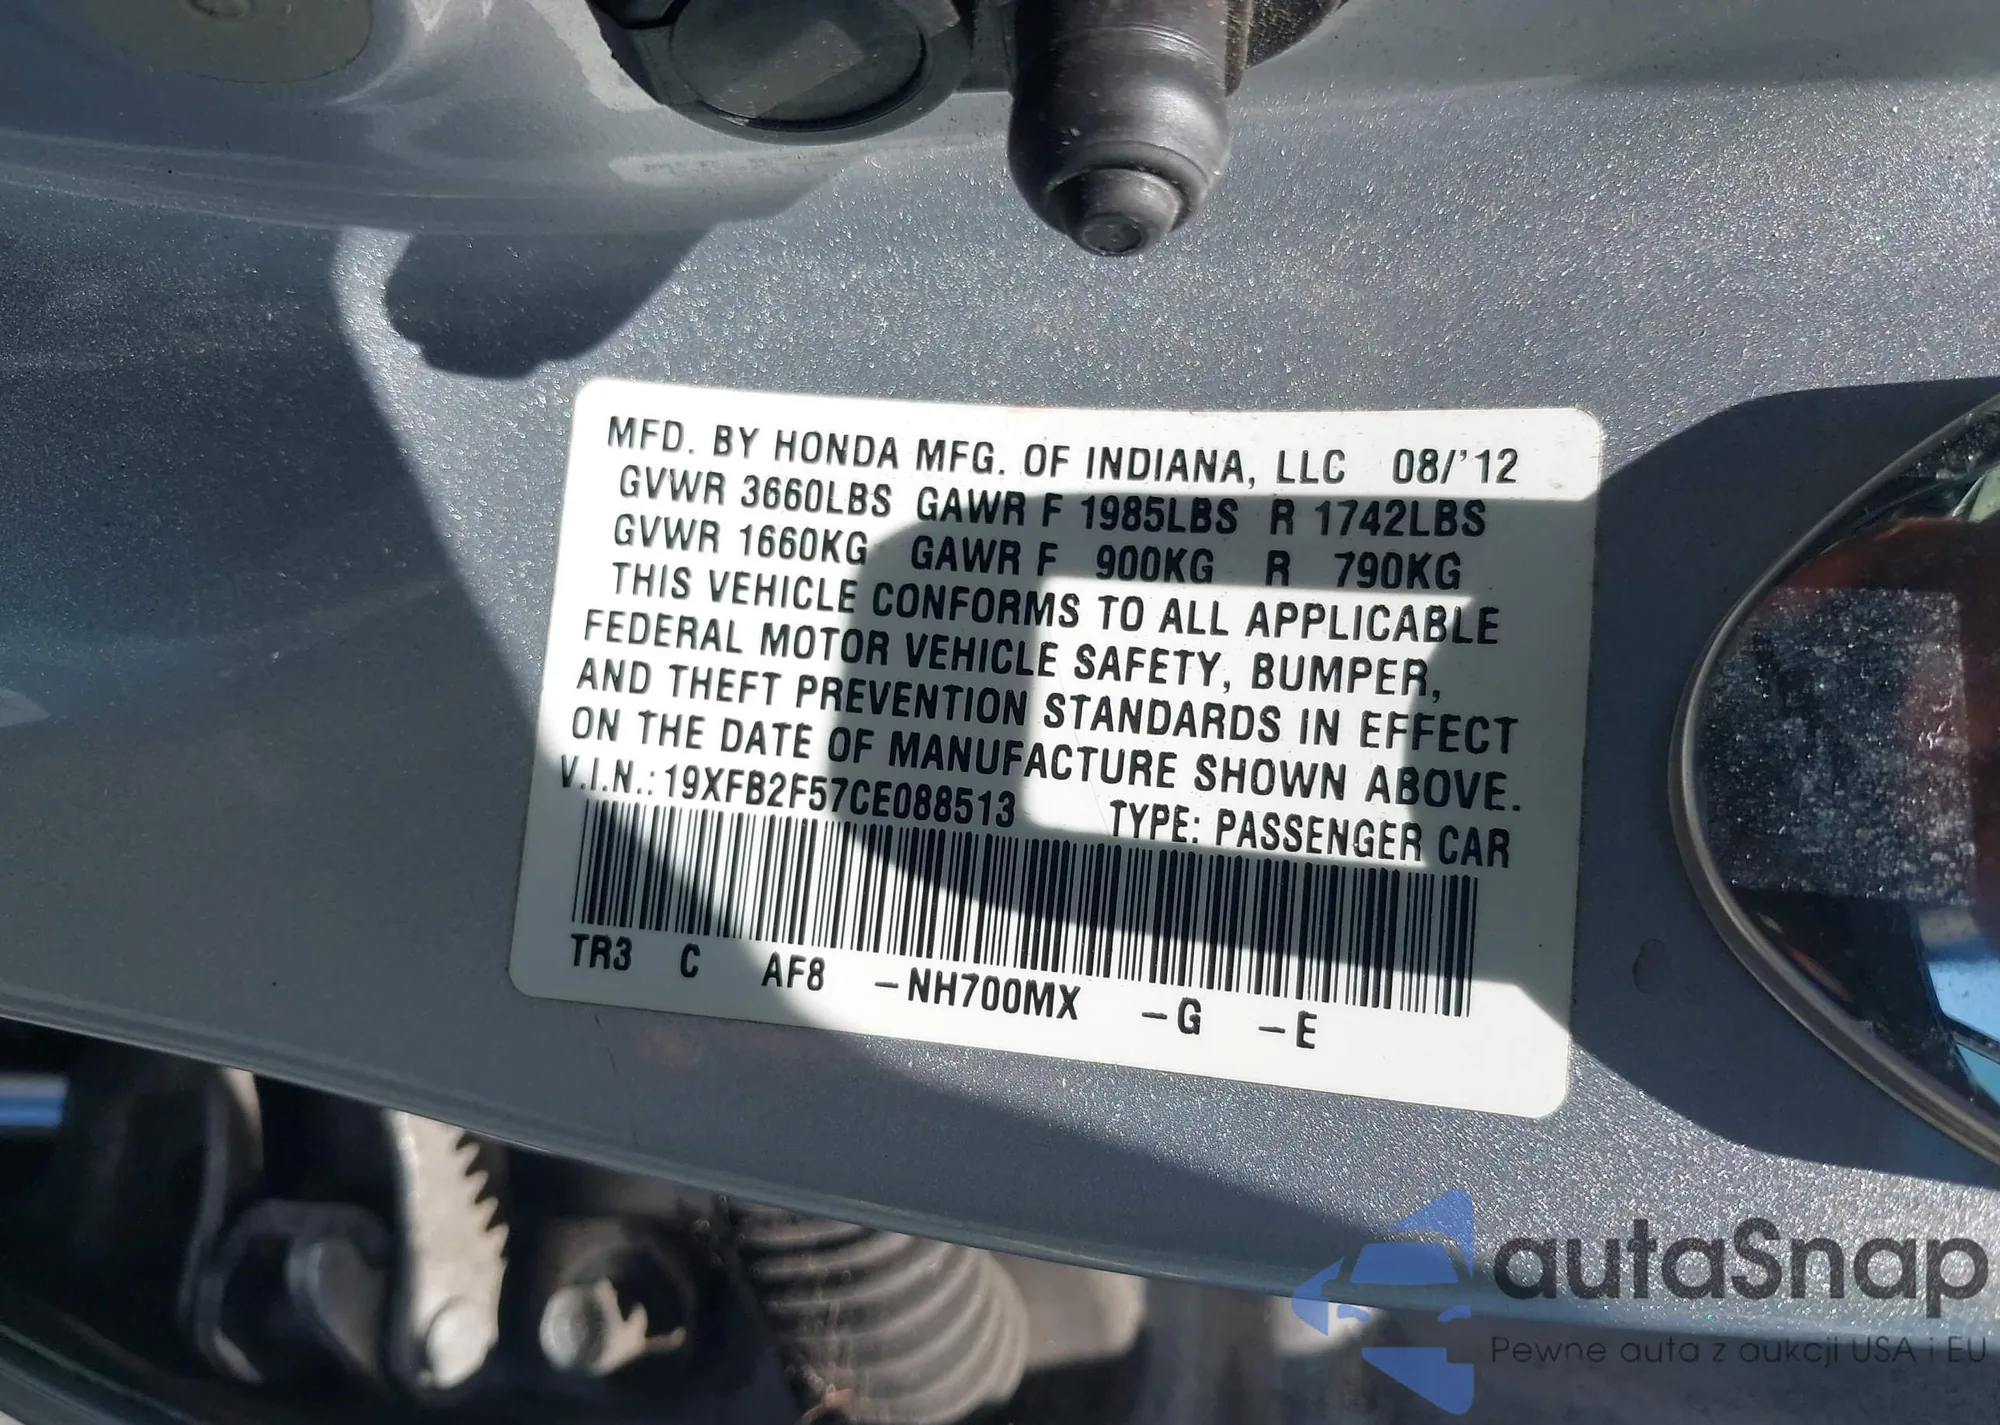 MFD. BY HONDA MFG. OF INDIANA, LLC 08/'12
GVWR 3660LBS GAWR F 1985LBS R 1742LBS
GVWR 1660KG GAWR F 900KG R 790KG
THIS VEHICLE CONFORMS TO ALL APPLICABLE
FEDERAL MOTOR VEHICLE SAFETY, BUMPER,
AND THEFT PREVENTION STANDARDS IN EFFECT
ON THE DATE OF MANUFACTURE SHOWN ABOVE.
V.I.N.: 19XFB2F57CE088513 TYPE: PASSENGER CAR
TR3 C AF8 -NH700MX -G -E
autaSnap
Pewne auta z aukcji USA i EU